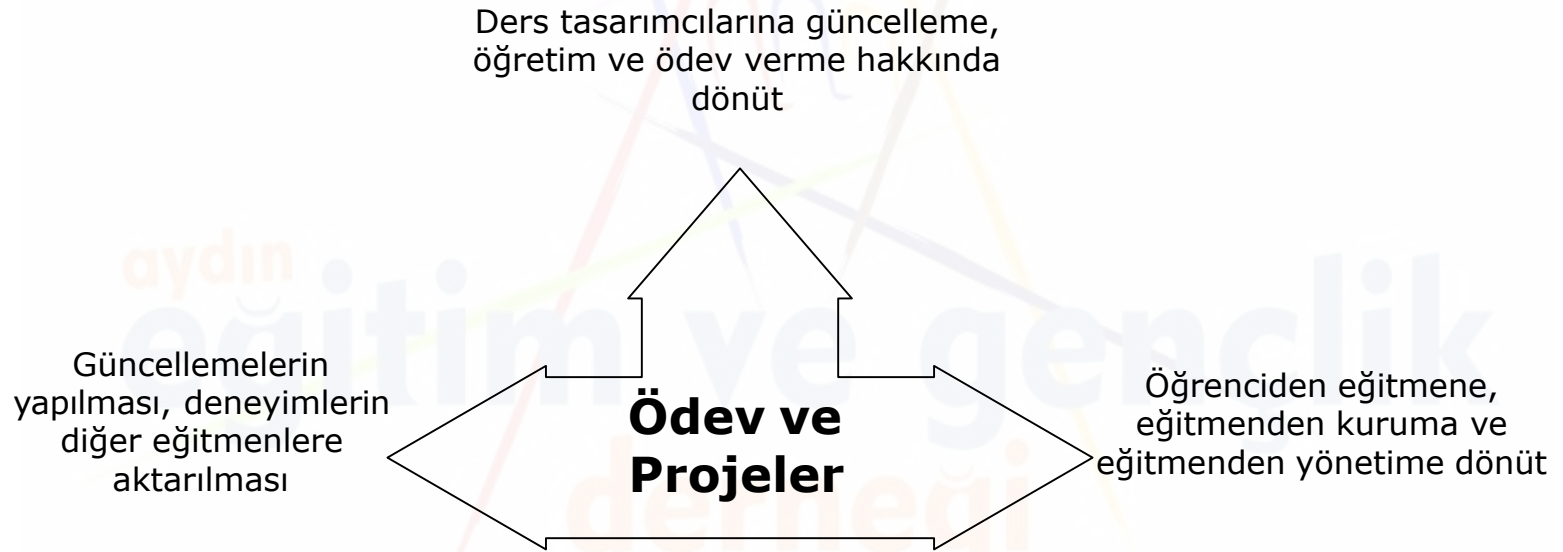 Ders tasarımcılarına güncelleme,
öğretim ve ödev verme hakkında
dönüt
Güncellemelerin
yapılması, deneyimlerin
diğer eğitmenlere
aktarılması
Ödev ve
Projeler
Öğrenciden eğitmene,
eğitmenden kuruma ve
eğitmenden yönetime dönüt
aydın
eğitim ve gençlik
derneği